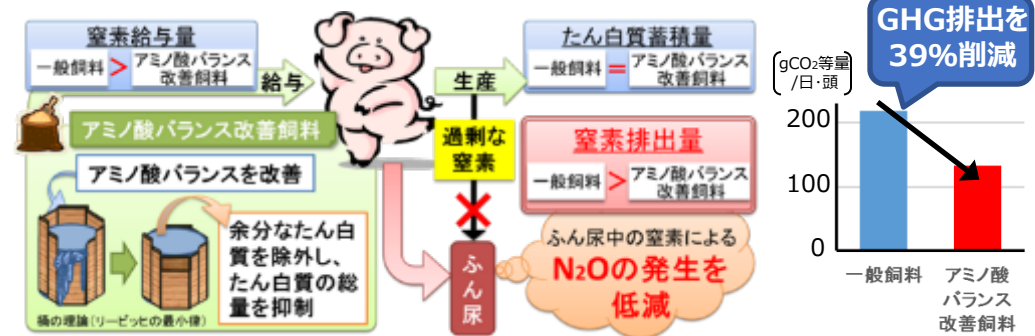 窒素給与量
一般飼料 > アミノ酸バランス
改善飼料
給与
アミノ酸バランス改善飼料
アミノ酸バランスを改善
余分なたん白
質を除外し、
たん白質の総
量を抑制
桶の理論(リービッヒの最小律)
生産
過剰な
窒素
ふん尿
たん白質蓄積量
一般飼料 = アミノ酸バランス
改善飼料
窒素排出量
一般飼料 > アミノ酸バランス
改善飼料
ふん尿中の窒素による
N₂Oの発生を
低減
GHG排出を
39%削減
gCO₂等量
/日・頭
200
100
0
一般飼料
アミノ酸
バランス
改善飼料